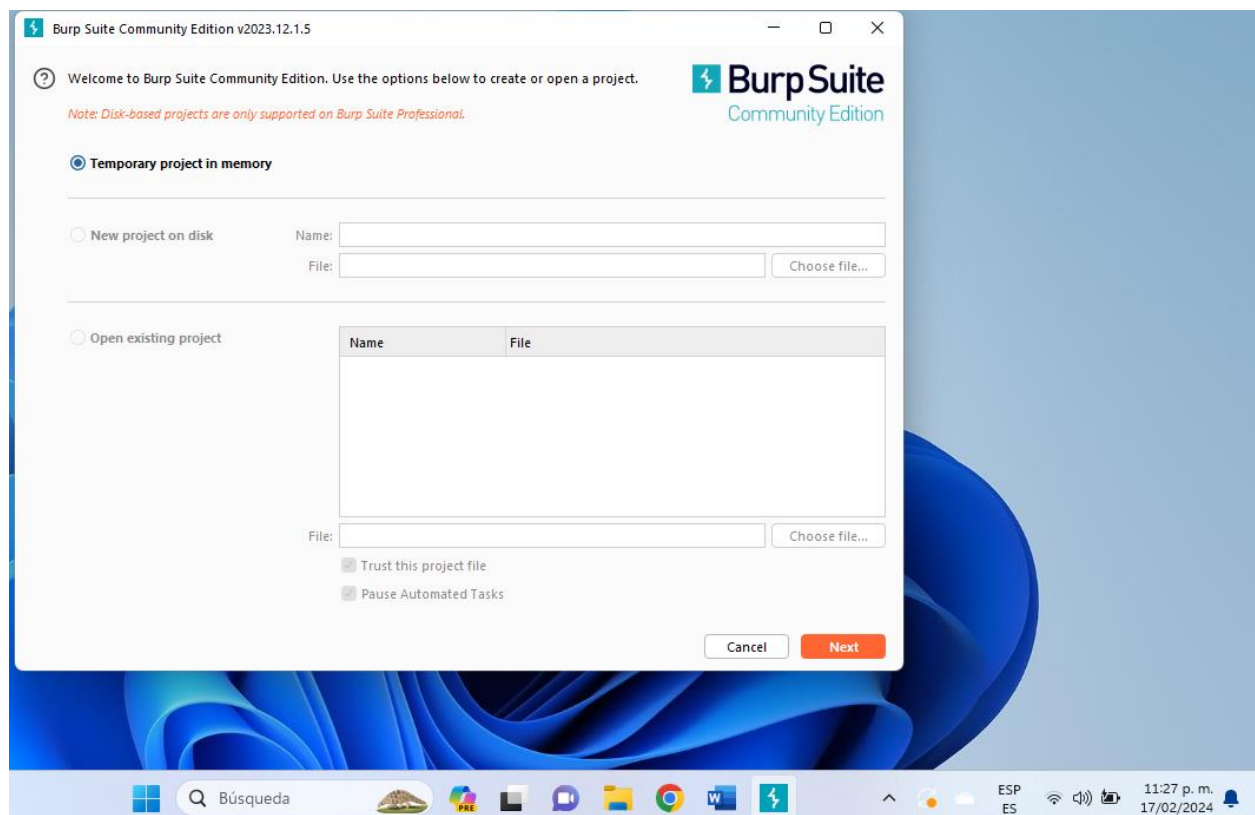 Burp Suite Community Edition v2023.12.1.5
Welcome to Burp Suite Community Edition. Use the options below to create or open a project.
Note: Disk-based projects are only supported on Burp Suite Professional.
Burp Suite
Community Edition
Temporary project in memory
New project on disk
Name:
File:
Choose file...
Open existing project
Name
File
File:
Choose file...
Trust this project file
Pause Automated Tasks
Cancel
Next
Búsqueda
PRE
W
ESP
ES
11:27 p. m.
17/02/2024